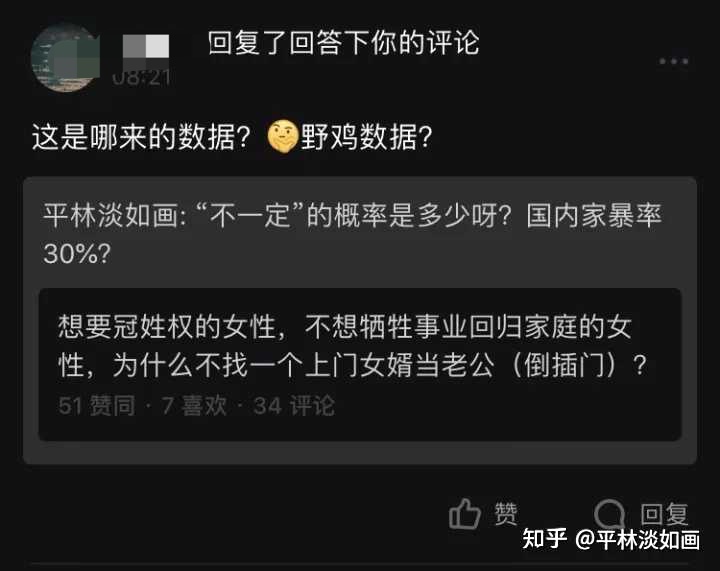 回复了回答下你的评论
08:21
这是哪来的数据？🤔野鸡数据？
平林淡如画: “不一定”的概率是多少呀？国内家暴率
30%?
想要冠姓权的女性，不想牺牲事业回归家庭的女
性，为什么不找一个上门女婿当老公（倒插门）？
51 赞同 · 7 喜欢 · 34 评论
赞 回复
知乎 @平林淡如画